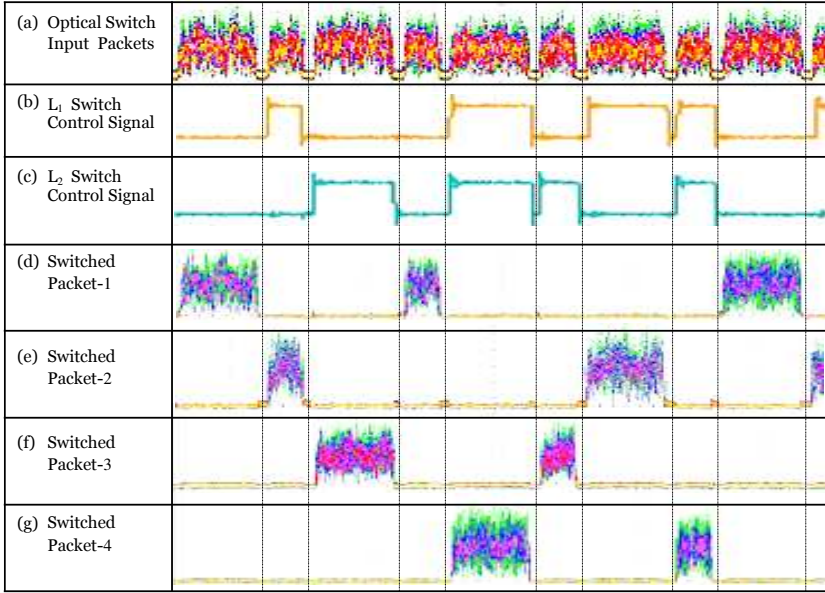 (a) Optical Switch
Input Packets
(b) L₁ Switch
Control Signal
(c) L₂ Switch
Control Signal
(d) Switched
Packet-1
(e) Switched
Packet-2
(f) Switched
Packet-3
(g) Switched
Packet-4